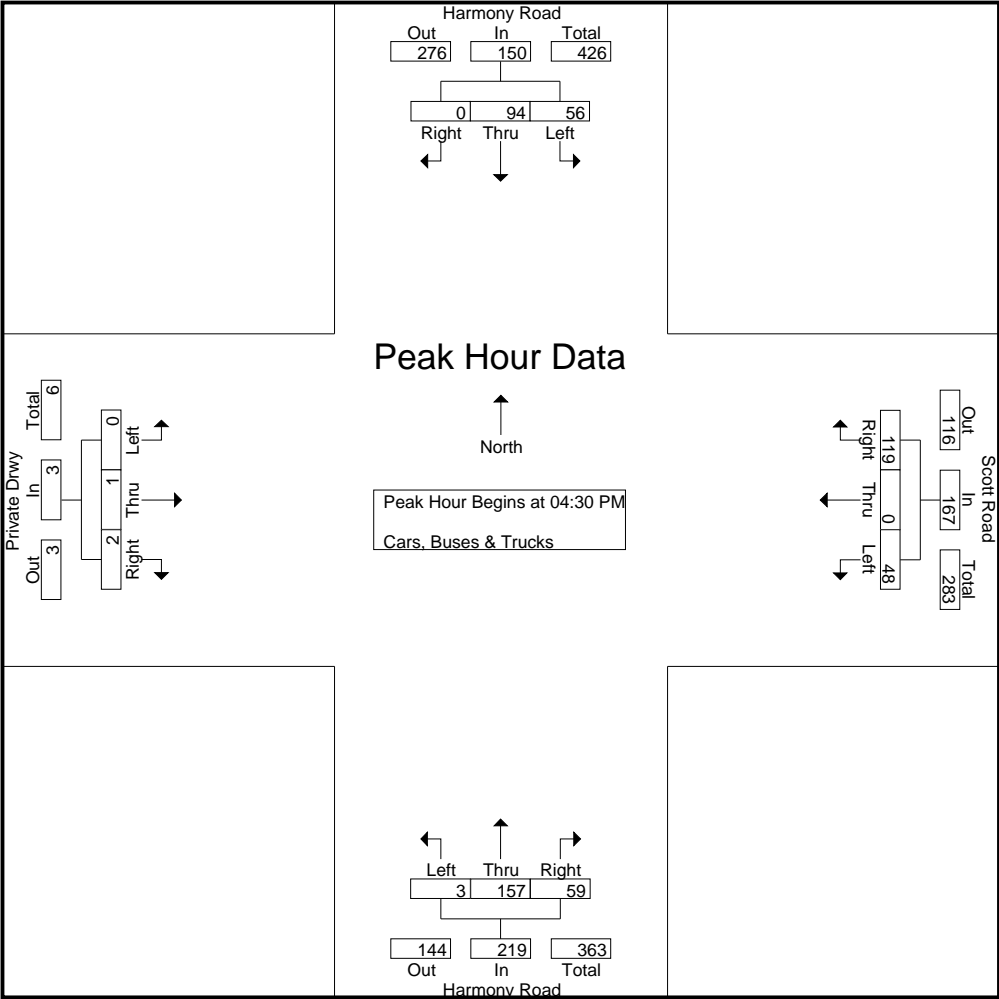 Harmony Road
Out In Total
276 150 426
0 94 56
Right Thru Left
Peak Hour Data
North
Peak Hour Begins at 04:30 PM
Cars, Buses & Trucks
Private Drwy
Out In Total
3 3 6
Right Thru Left
2 1 0
Scott Road
Out In Total
116 167 283
119 0 48
Right Thru Left
Left Thru Right
3 157 59
144 219 363
Out In Total
Harmony Road